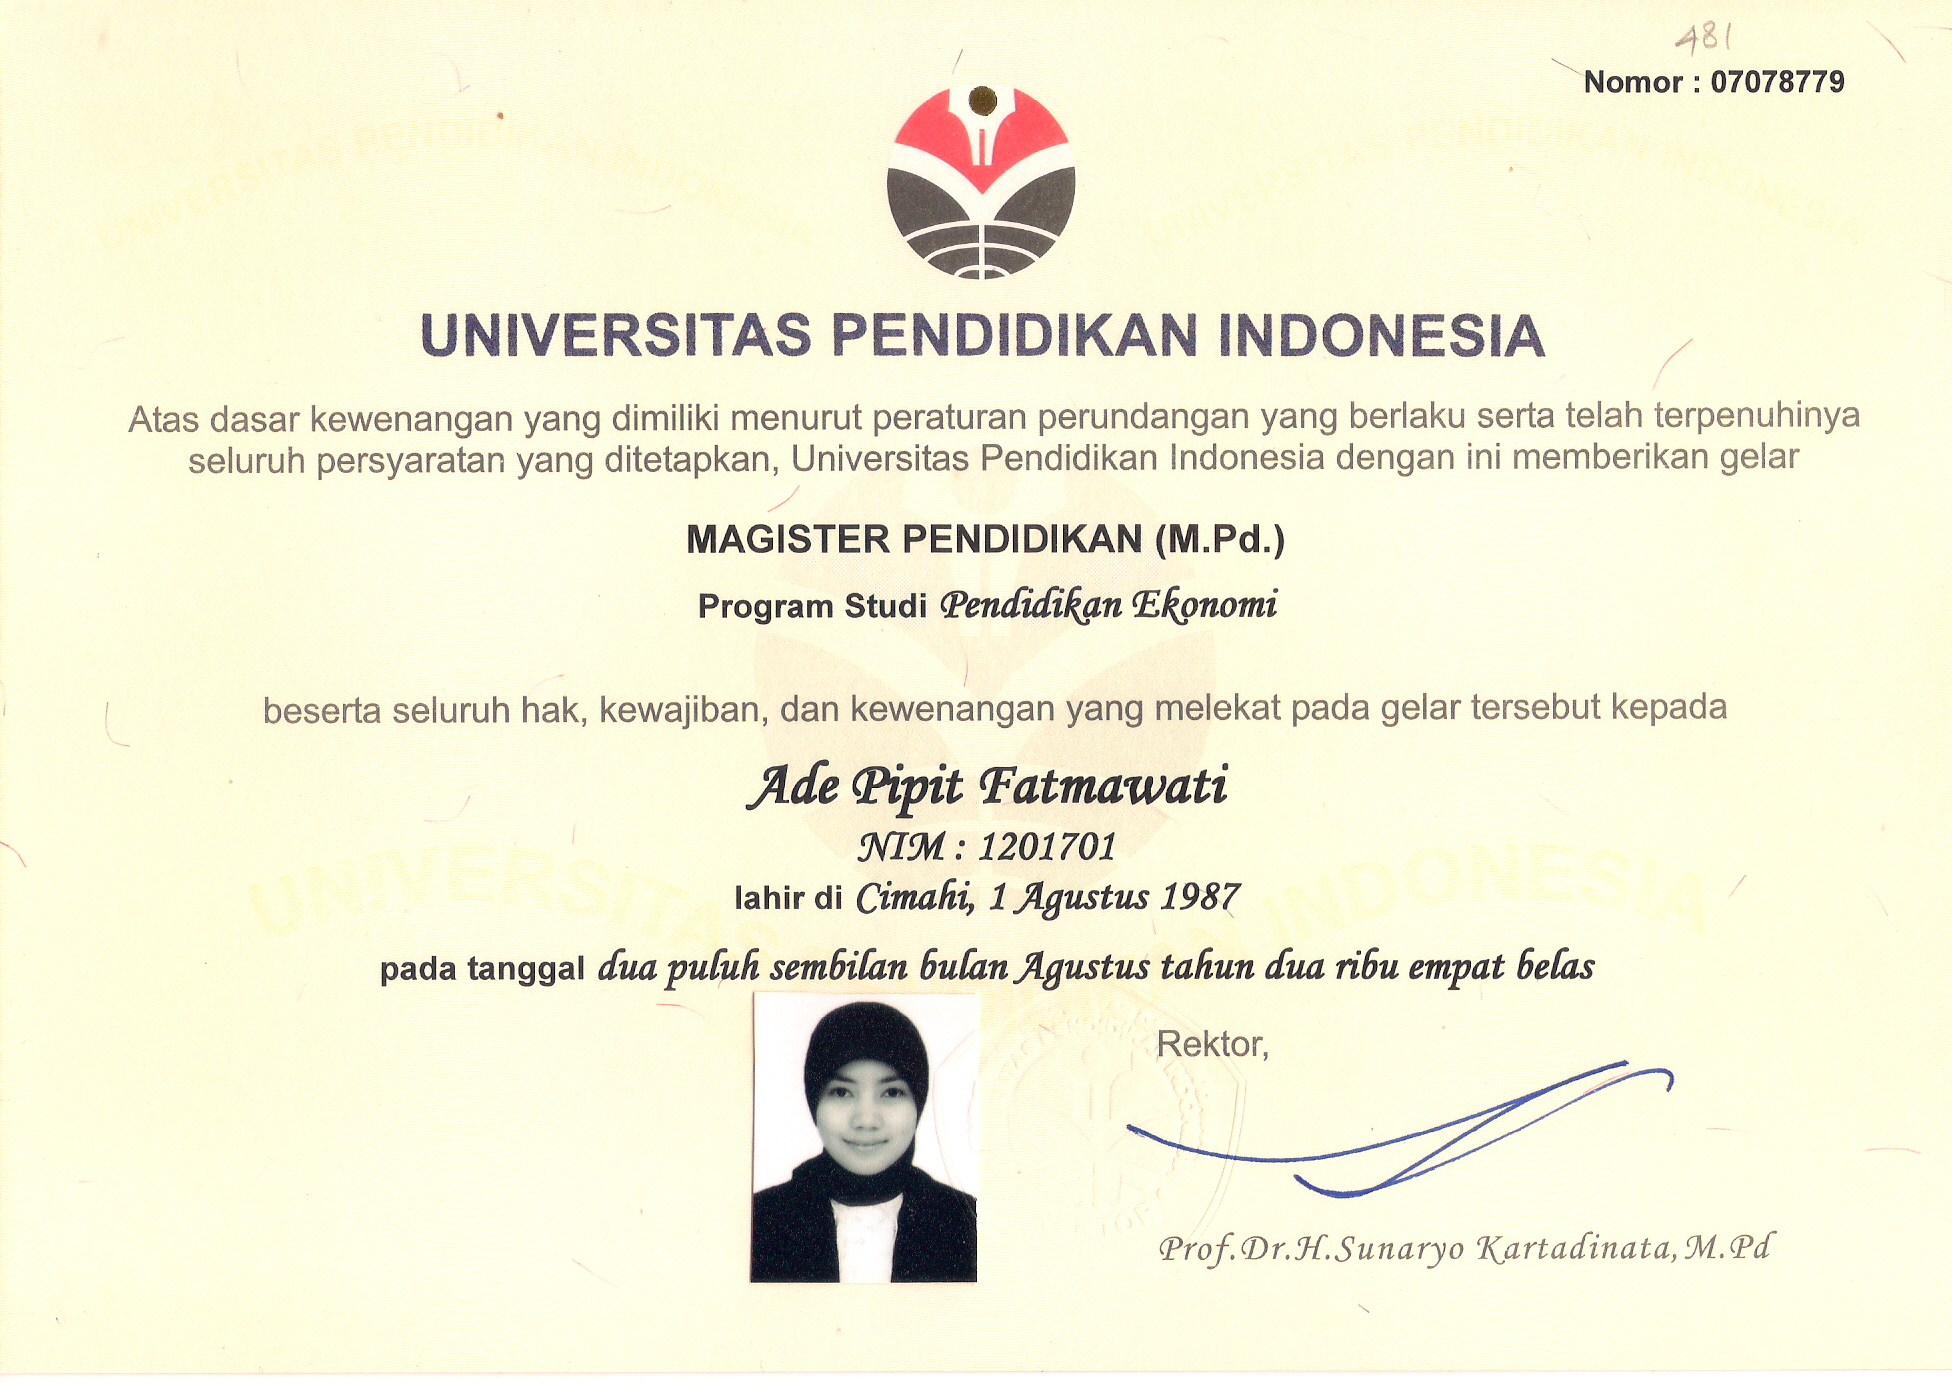 481
Nomor : 07078779
UNIVERSITAS PENDIDIKAN INDONESIA
Atas dasar kewenangan yang dimiliki menurut peraturan perundangan yang berlaku serta telah terpenuhinya
seluruh persyaratan yang ditetapkan, Universitas Pendidikan Indonesia dengan ini memberikan gelar
MAGISTER PENDIDIKAN (M.Pd.)
Program Studi Pendidikan Ekonomi
beserta seluruh hak, kewajiban, dan kewenangan yang melekat pada gelar tersebut kepada
Ade Pipit Fatmawati
NIM : 1201701
lahir di Cimahi, 1 Agustus 1987
pada tanggal dua puluh sembilan bulan Agustus tahun dua ribu empat belas
Rektor,
Prof.Dr.H.Sunaryo Kartadinata,M.Pd